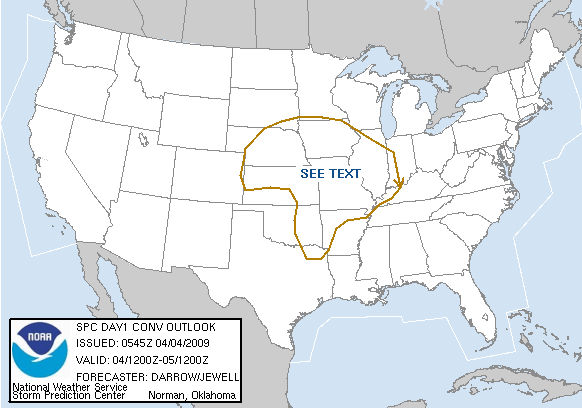 SEE TEXT
SPC DAY1 CONV OUTLOOK
ISSUED: 0545Z 04/04/2009
VALID: 04/1200Z-05/1200Z
FORECASTER: DARROW/JEWELL
NOAA
National Weather Service
Storm Prediction Center Norman, Oklahoma